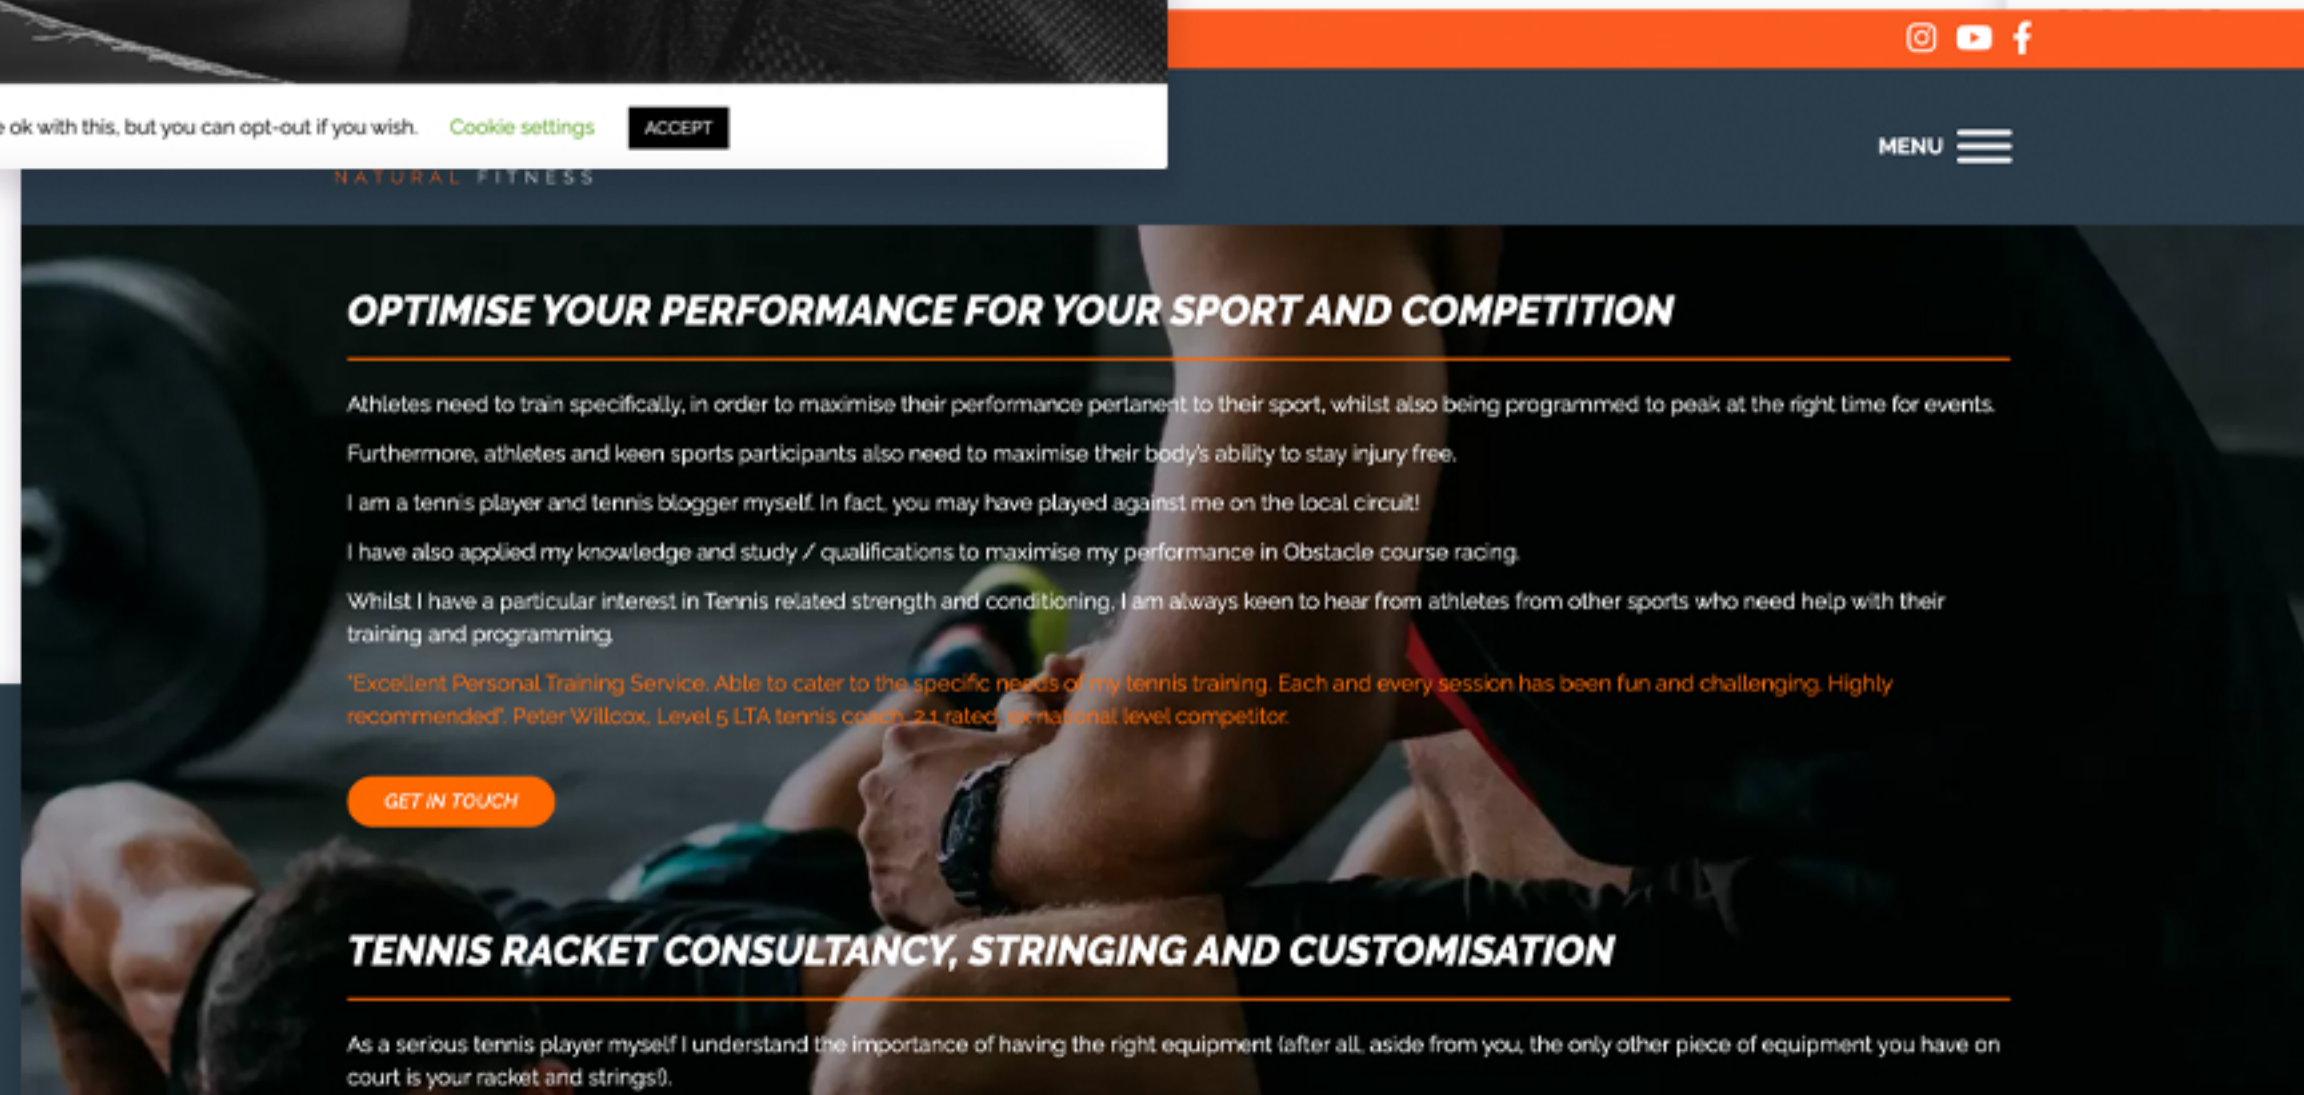 ok with this, but you can opt-out if you wish. Cookie settings ACCEPT
MENU
NATURAL FITNESS
OPTIMISE YOUR PERFORMANCE FOR YOUR SPORT AND COMPETITION
Athletes need to train specifically, in order to maximise their performance pertanent to their sport, whilst also being programmed to peak at the right time for events.
Furthermore, athletes and keen sports participants also need to maximise their body's ability to stay injury free.
I am a tennis player and tennis blogger myself. In fact, you may have played against me on the local circuit!
I have also applied my knowledge and study / qualifications to maximise my performance in Obstacle course racing.
Whilst I have a particular interest in Tennis related strength and conditioning, I am always keen to hear from athletes from other sports who need help with their
training and programming.
"Excellent Personal Training Service. Able to cater to the specific needs of my tennis training. Each and every session has been fun and challenging. Highly
recommended". Peter Willcox, Level 5 LTA tennis coach, 2.1 rated, ex national level competitor.
GET IN TOUCH
TENNIS RACKET CONSULTANCY, STRINGING AND CUSTOMISATION
As a serious tennis player myself I understand the importance of having the right equipment (after all, aside from you, the only other piece of equipment you have on
court is your racket and strings!).